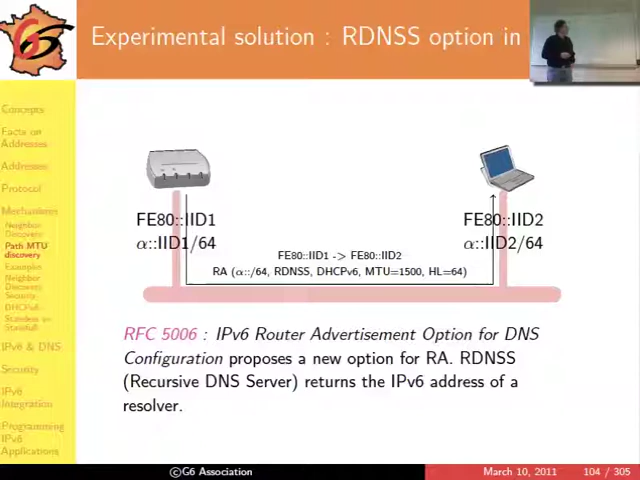 G6
Experimental solution : RDNSS option in
Concepts
Facts on
Addresses
Addresses
Protocol
Mechanisms
Neighbor
Discovery
Path MTU
discovery
Examples
Neighbor
Discovery
Security
DHCPv6
Stateless vs
Statefull
IPv6 & DNS
Security
IPv6
Integration
Programming
IPv6
Applications
FE80::IID1
α::IID1/64
FE80::IID2
α::IID2/64
FE80::IID1 -> FE80::IID2
RA (α::/64, RDNSS, DHCPv6, MTU=1500, HL=64)
RFC 5006 : IPv6 Router Advertisement Option for DNS
Configuration proposes a new option for RA. RDNSS
(Recursive DNS Server) returns the IPv6 address of a
resolver.
©G6 Association
March 10, 2011
104 / 305